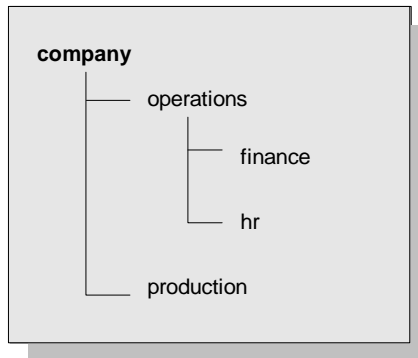 company
operations
finance
hr
production